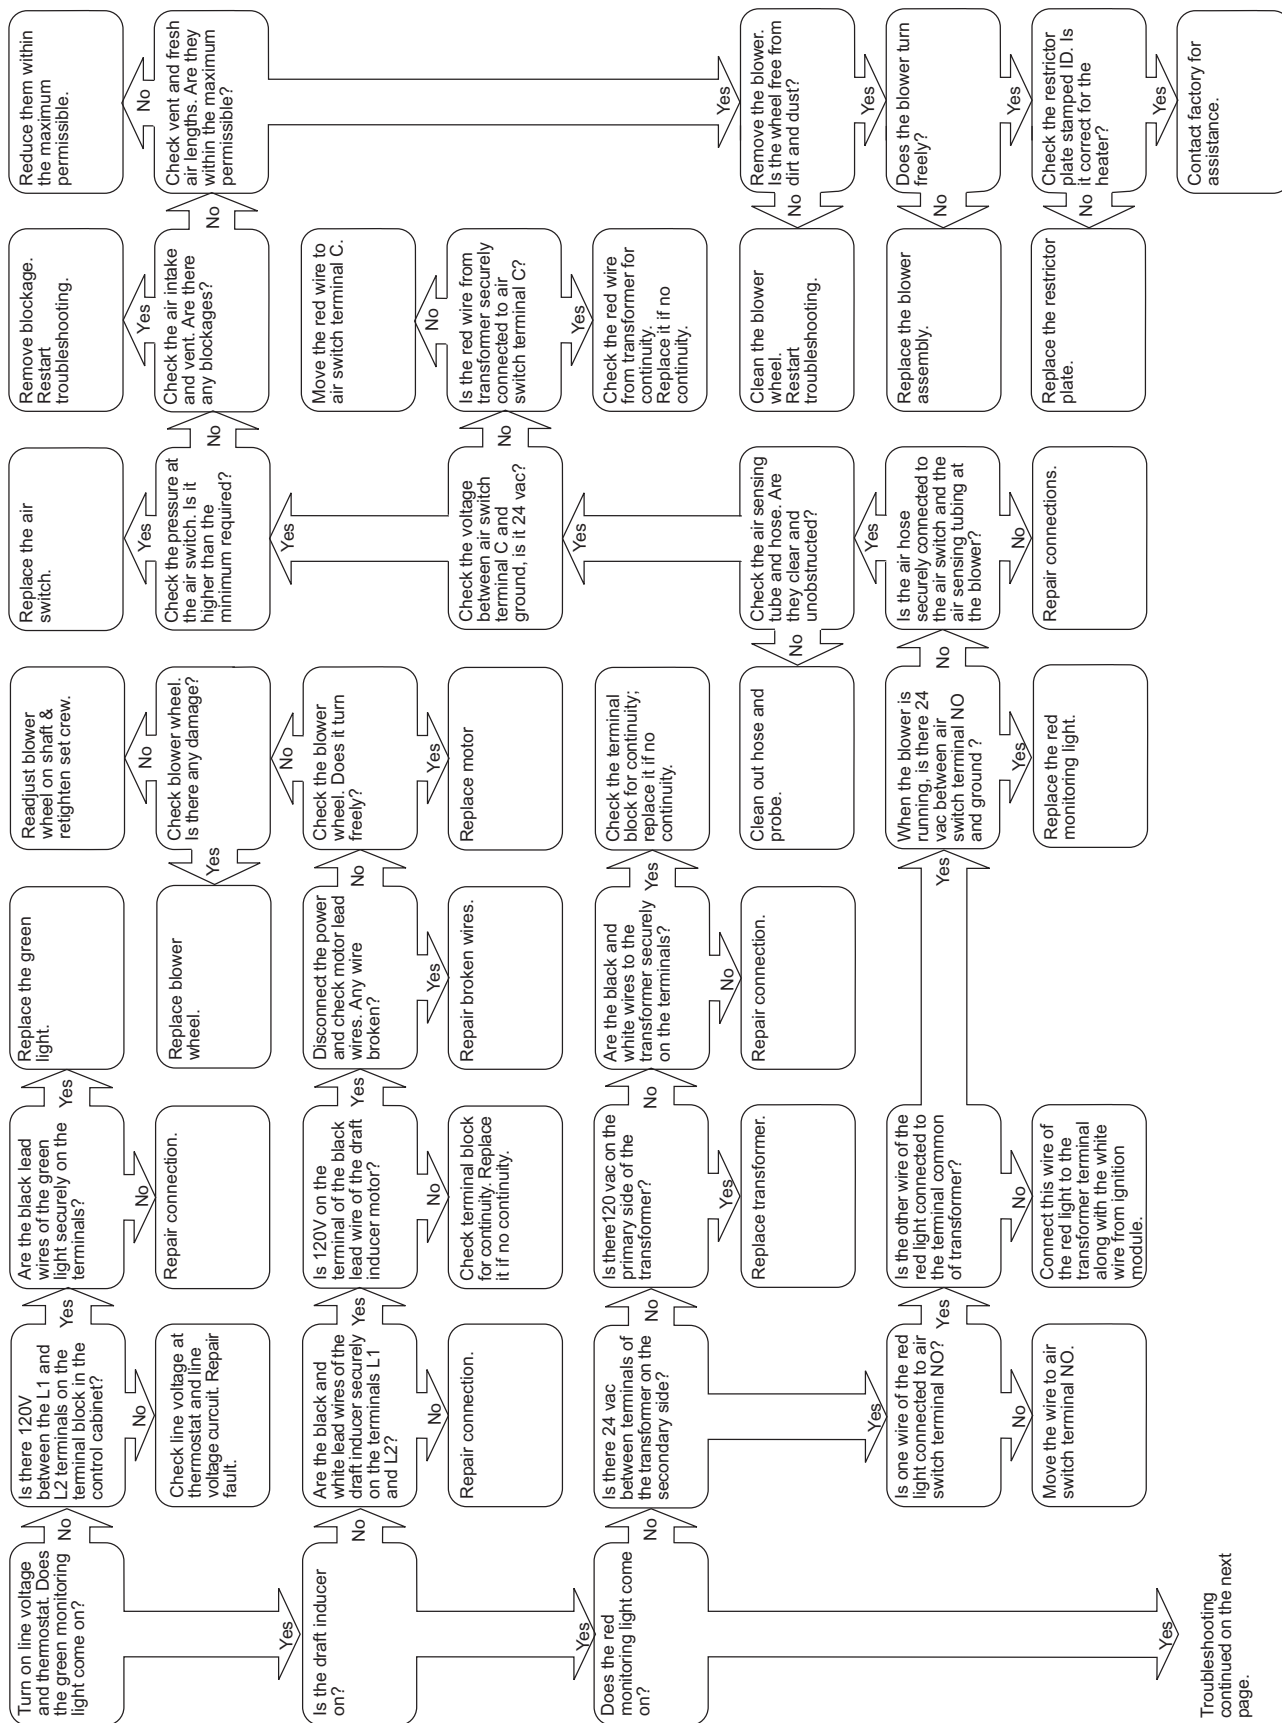 Turn on line voltage
and thermostat. Does
the green monitoring
light come on?
No
Is there 120V
between the L1 and
L2 terminals on the
terminal block in the
control cabinet?
Yes
Are the black lead
wires of the green
light securely on the
terminals?
Yes
Replace the green
light.
No
Check line voltage at
thermostat and line
voltage curcuit. Repair
fault.
No
Repair connection.
Yes
Is the draft inducer
on?
No
Are the black and
white lead wires of the
draft inducer securely
on the terminals L1
and L2?
Yes
Is 120V on the
terminal of the black
lead wire of the draft
inducer motor?
Yes
Disconnect the power
and check motor lead
wires. Any wire
broken?
No
Check the blower
wheel. Does it turn
freely?
No
Check blower wheel.
Is there any damage?
No
Readjust blower
wheel on shaft &
retighten set crew.
Yes
Replace blower
wheel.
No
Repair connection.
No
Check terminal block
for continuity. Replace
it if no continuity.
Yes
Repair broken wires.
Yes
Replace motor
Yes
Does the red
monitoring light come
on?
No
Is there 24 vac
between terminals of
the transformer on the
secondary side?
No
Is there120 vac on the
primary side of the
transformer?
No
Are the black and
white wires to the
transformer securely
on the terminals?
Yes
Check the terminal
block for continuity;
replace it if no
continuity.
Yes
Replace transformer.
No
Repair connection.
Yes
Is one wire of the red
light connected to air
switch terminal NO?
Yes
Is the other wire of the
red light connected to
the terminal common
of transformer?
Yes
When the blower is
running, is there 24
vac between air
switch terminal NO
and ground ?
No
Is the air hose
securely connected to
the air switch and the
air sensing tubing at
the blower?
No
Move the wire to air
switch terminal NO.
No
Connect this wire of
the red light to the
transformer terminal
along with the white
wire from ignition
module.
Yes
Replace the red
monitoring light.
No
Repair connections.
Yes
Check the air sensing
tube and hose. Are
they clear and
unobstructed?
No
Clean out hose and
probe.
Yes
Check the voltage
between air switch
terminal C and
ground, is it 24 vac?
No
Is the red wire from
transformer securely
connected to air
switch terminal C?
No
Move the red wire to
air switch terminal C.
Yes
Check the red wire
from transformer for
continuity.
Replace it if no
continuity.
Yes
Check the pressure at
the air switch. Is it
higher than the
minimum required?
Yes
Replace the air
switch.
No
Check the air intake
and vent. Are there
any blockages?
Yes
Remove blockage.
Restart
troubleshooting.
No
Check vent and fresh
air lengths. Are they
within the maximum
permissible?
No
Reduce them within
the maximum
permissible.
Yes
Remove the blower.
Is the wheel free from
dirt and dust?
No
Clean the blower
wheel.
Restart
troubleshooting.
Yes
Does the blower turn
freely?
No
Replace the blower
assembly.
Yes
Check the restrictor
plate stamped ID. Is
it correct for the
heater?
No
Replace the restrictor
plate.
Yes
Contact factory for
assistance.
Yes
Troubleshooting
continued on the next
page.